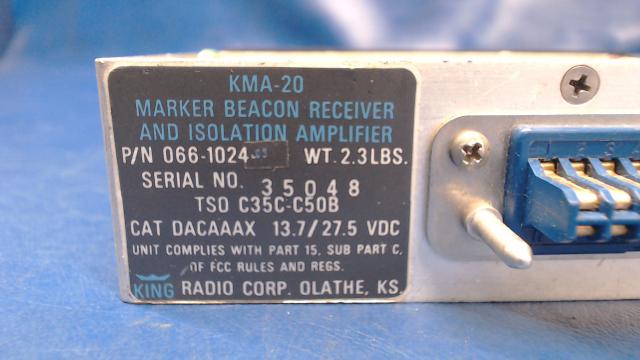 KMA-20
MARKER BEACON RECEIVER
AND ISOLATION AMPLIFIER
P/N 066-1024- WT. 2.3 LBS.
SERIAL NO. 35048
TSO C35C-C50B
CAT DACAAAX 13.7/27.5 VDC
UNIT COMPLIES WITH PART 15, SUB PART C,
OF FCC RULES AND REGS.
KING RADIO CORP. OLATHE, KS.